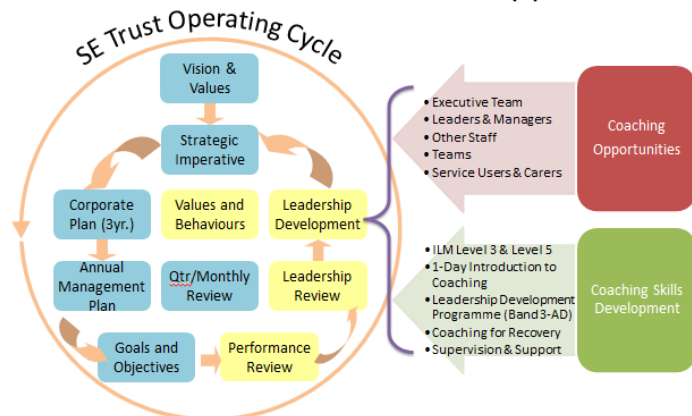 SE Trust Operating Cycle
Vision &
Values
Strategic
Imperative
Corporate
Plan (3yr.)
Values and
Behaviours
Leadership
Development
Annual
Management
Plan
Qtr/Monthly
Review
Leadership
Review
Goals and
Objectives
Performance
Review
• Executive Team
• Leaders & Managers
• Other Staff
• Teams
• Service Users & Carers
Coaching
Opportunities
• ILM Level 3 & Level 5
• 1-Day Introduction to
Coaching
• Leadership Development
Programme (Band 3-AD)
• Coaching for Recovery
• Supervision & Support
Coaching Skills
Development